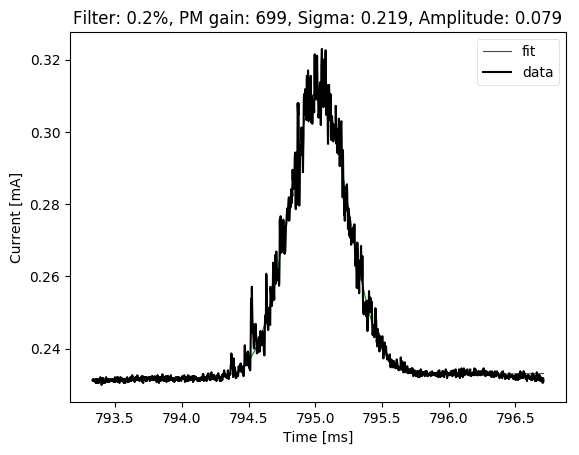 Filter: 0.2%, PM gain: 699, Sigma: 0.219, Amplitude: 0.079
fit
data
Current [mA]
0.32
0.30
0.28
0.26
0.24
793.5 794.0 794.5 795.0 795.5 796.0 796.5
Time [ms]